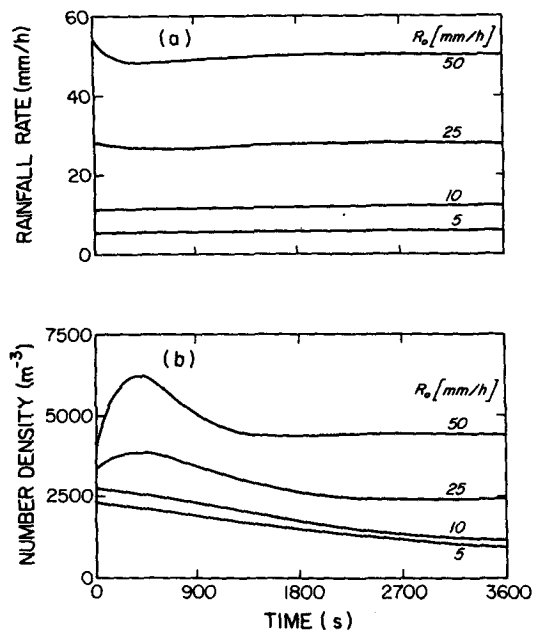 (a)
R₀ [mm/h]
60
50
40
25
20
10
5
0
RAINFALL RATE (mm/h)
(b)
R₀ [mm/h]
7500
50
5000
25
2500
10
5
0
NUMBER DENSITY (m⁻³)
0 900 1800 2700 3600
TIME (s)